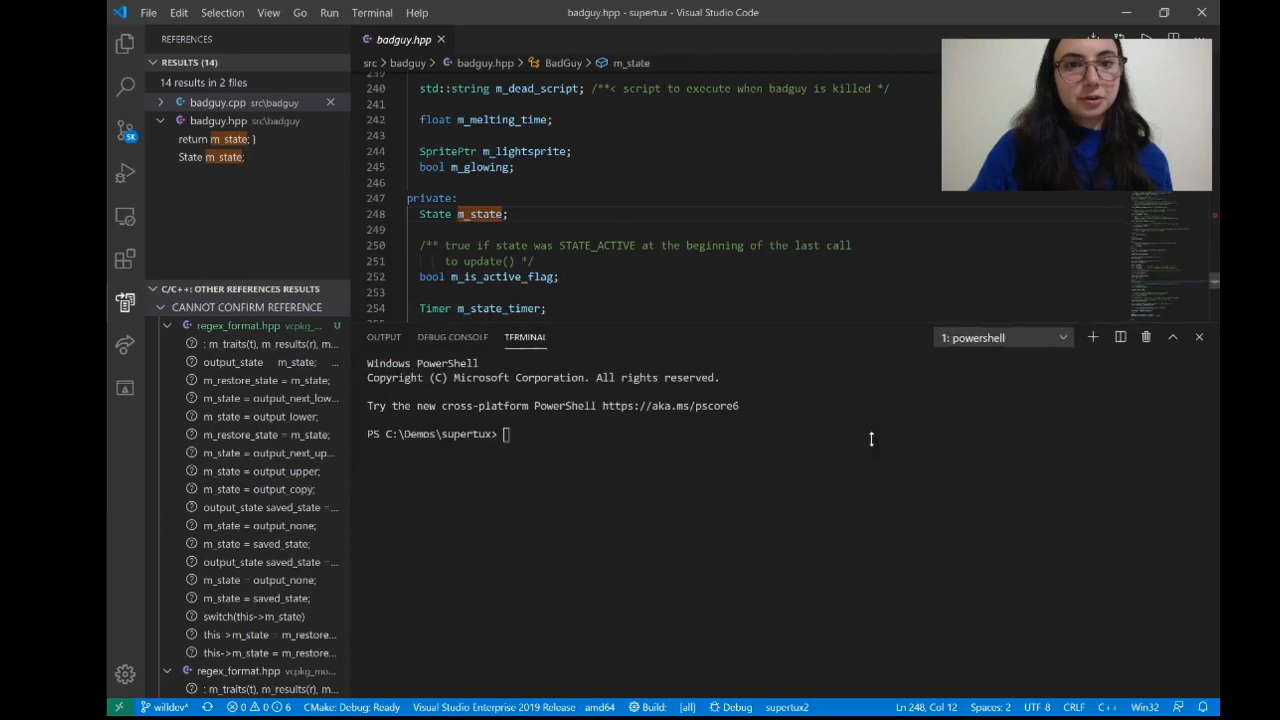 File Edit Selection View Go Run Terminal Help
badguy.hpp - supertux - Visual Studio Code
REFERENCES
RESULTS (14)
14 results in 2 files
badguy.cpp src\badguy
badguy.hpp src\badguy
return m_state; }
State m_state;
C/C++: OTHER REFERENCES RESULTS
CANNOT CONFIRM REFERENCE
regex_format.hpp vcpkg_... U
: m_traits(t), m_results(r), m...
output_state m_state; ...
m_restore_state = m_state;
m_state = output_next_low...
m_state = output_lower;
m_restore_state = m_state;
m_state = output_next_up...
m_state = output_upper;
m_state = output_copy;
output_state saved_state =...
m_state = output_none;
m_state = saved_state;
output_state saved_state =...
m_state = output_none;
m_state = saved_state;
switch(this->m_state)
this->m_state = m_restore...
this->m_state = m_restore...
regex_format.hpp vcpkg_mo...
: m_traits(t), m_results(r), m...
5K
badguy.hpp
src > badguy > badguy.hpp > BadGuy > m_state
239
240 std::string m_dead_script; /**< script to execute when badguy is killed */
241
242 float m_melting_time;
243
244 SpritePtr m_lightsprite;
245 bool m_glowing;
246
247 private:
248 State m_state;
249
250 /** true if state was STATE_ACTIVE at the beginning of the last call
251 to update() */
252 bool m_is_active_flag;
253
254 Timer m_state_timer;
OUTPUT DEBUG CONSOLE TERMINAL
1: powershell
Windows PowerShell
Copyright (C) Microsoft Corporation. All rights reserved.
Try the new cross-platform PowerShell https://aka.ms/pscore6
PS C:\Demos\supertux>
willdev* 0 0 6 CMake: Debug: Ready Visual Studio Enterprise 2019 Release amd64 Build: [all] Debug supertux2 Ln 248, Col 12 Spaces: 2 UTF 8 CRLF C++ Win32